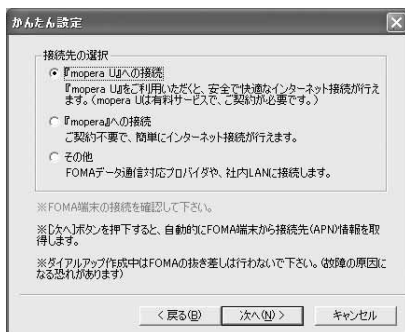 かんたん設定
接続先の選択
『mopera U』への接続
『mopera U』をご利用いただくと、安全で快適なインターネット接続が行え
ます。(mopera Uは有料サービスで、ご契約が必要です。)
『mopera』への接続
ご契約不要で、簡単にインターネット接続が行えます。
その他
FOMAデータ通信対応プロバイダや、社内LANに接続します。
※FOMA端末の接続を確認して下さい。
※[次へ]ボタンを押下すると、自動的にFOMA端末から接続先(APN)情報を取
得します。
※ダイアルアップ作成中はFOMAの抜き差しは行わないで下さい。(故障の原因に
なる恐れがあります)
< 戻る(B)
次へ(N) >
キャンセル